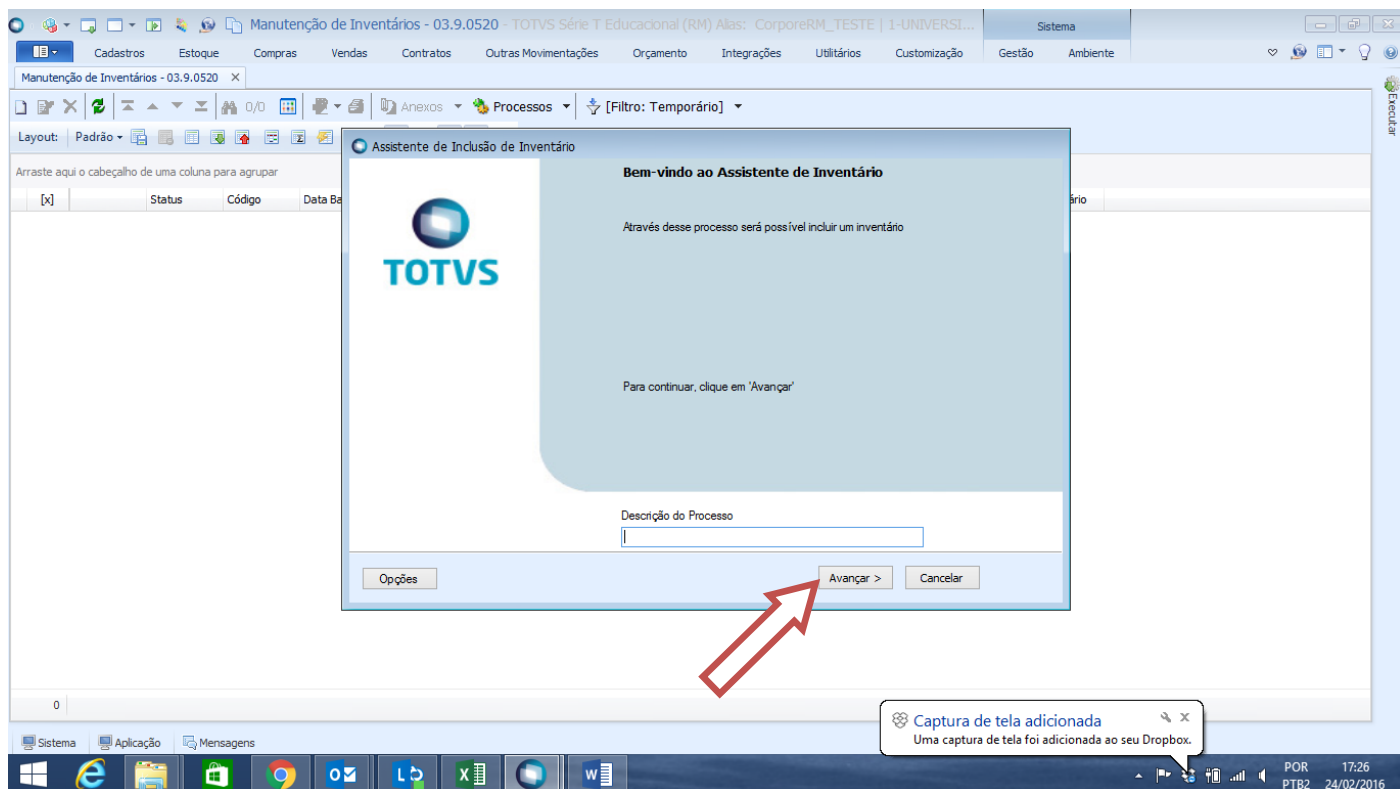 Manutenção de Inventários - 03.9.0520 - TOTVS Série T Educacional (RM) Alias: CorporeRM_TESTE | 1-UNIVERSI...
Sistema
Cadastros Estoque Compras Vendas Contratos Outras Movimentações Orçamento Integrações Utilitários Customização Gestão Ambiente
Manutenção de Inventários - 03.9.0520 X
0/0 Anexos Processos [Filtro: Temporário]
Executar
Layout: Padrão
Assistente de Inclusão de Inventário
Arraste aqui o cabeçalho de uma coluna para agrupar
Bem-vindo ao Assistente de Inventário
[x] Status Código Data Ba ário
Através desse processo será possível incluir um inventário
TOTVS
Para continuar, clique em 'Avançar'
Descrição do Processo
Opções Avançar > Cancelar
0
Captura de tela adicionada
Uma captura de tela foi adicionada ao seu Dropbox.
Sistema Aplicação Mensagens
POR 17:26
PTB2 24/02/2016